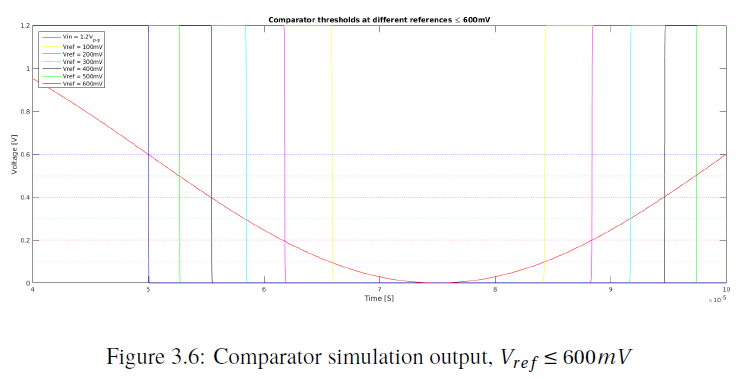 Comparator thresholds at different references ≤ 600mV
1.2
1
0.8
0.6
0.4
0.2
0
Voltage [V]
Vin = 1.2Vp-p
Vref = 100mV
Vref = 200mV
Vref = 300mV
Vref = 400mV
Vref = 500mV
Vref = 600mV
4 5 6 7 8 9 10
Time [S]
×10-5
Figure 3.6: Comparator simulation output, Vref ≤ 600mV